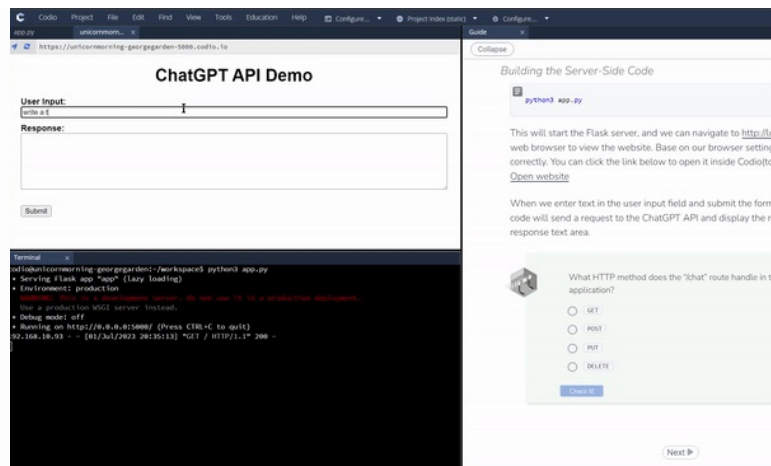 Codio Project File Edit Find View Tools Education Help Configure... Project Index (static) Configure...
app.py unicornmorn... x
Guide x
https://unicornmorning-georgegarden-5000.codio.io
Collapse
ChatGPT API Demo
User Input:
write a t
Response:
Submit
Terminal x
codio@unicornmorning-georgegarden:~/workspace$ python3 app.py
* Serving Flask app "app" (lazy loading)
* Environment: production
WARNING: This is a development server. Do not use it in a production deployment.
Use a production WSGI server instead.
* Debug mode: off
* Running on http://0.0.0.0:5000/ (Press CTRL+C to quit)
92.168.10.93 - - [01/Jul/2023 20:35:13] "GET / HTTP/1.1" 200 -
Building the Server-Side Code
python3 app.py
This will start the Flask server, and we can navigate to http://
web browser to view the website. Base on our browser setting
correctly. You can click the link below to open it inside Codio(to
Open website
When we enter text in the user input field and submit the form
code will send a request to the ChatGPT API and display the r
response text area.
What HTTP method does the "/chat" route handle in t
application?
GET
POST
PUT
DELETE
Check It!
Next